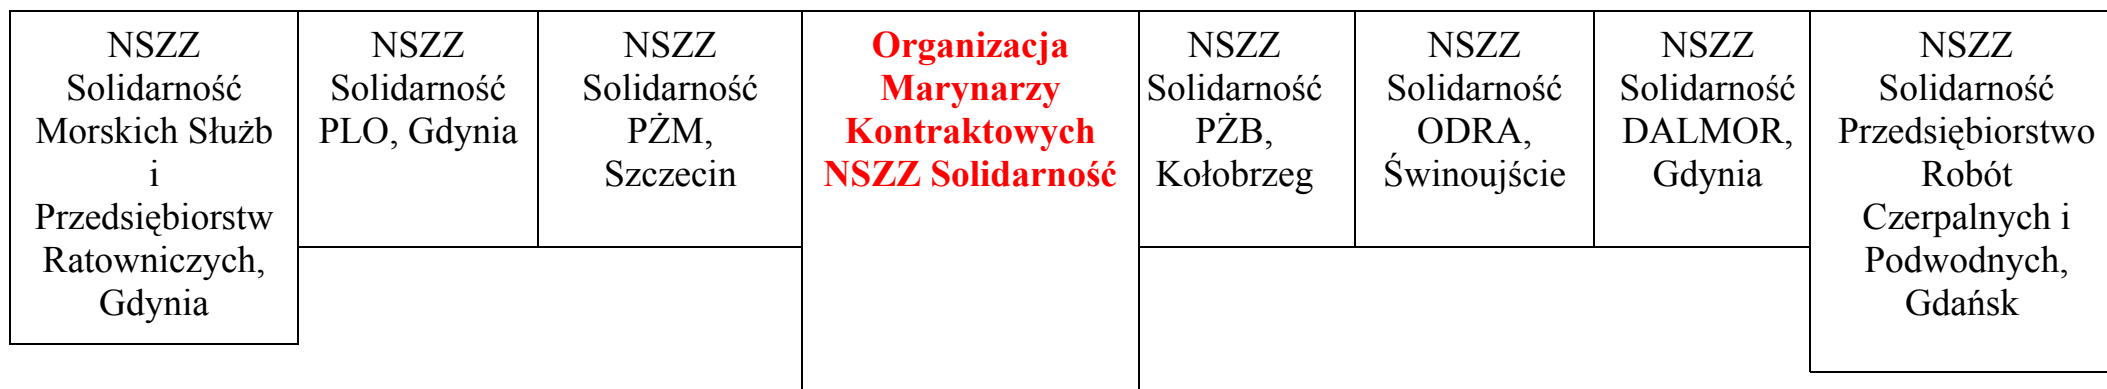 NSZZ
Solidarność
Morskich Służb
i
Przedsiębiorstw
Ratowniczych,
Gdynia
NSZZ
Solidarność
PLO, Gdynia
NSZZ
Solidarność
PŻM,
Szczecin
Organizacja
Marynarzy
Kontraktowych
NSZZ Solidarność
NSZZ
Solidarność
PŻB,
Kołobrzeg
NSZZ
Solidarność
ODRA,
Świnoujście
NSZZ
Solidarność
DALMOR,
Gdynia
NSZZ
Solidarność
Przedsiębiorstwo
Robót
Czerpalnych i
Podwodnych,
Gdańsk